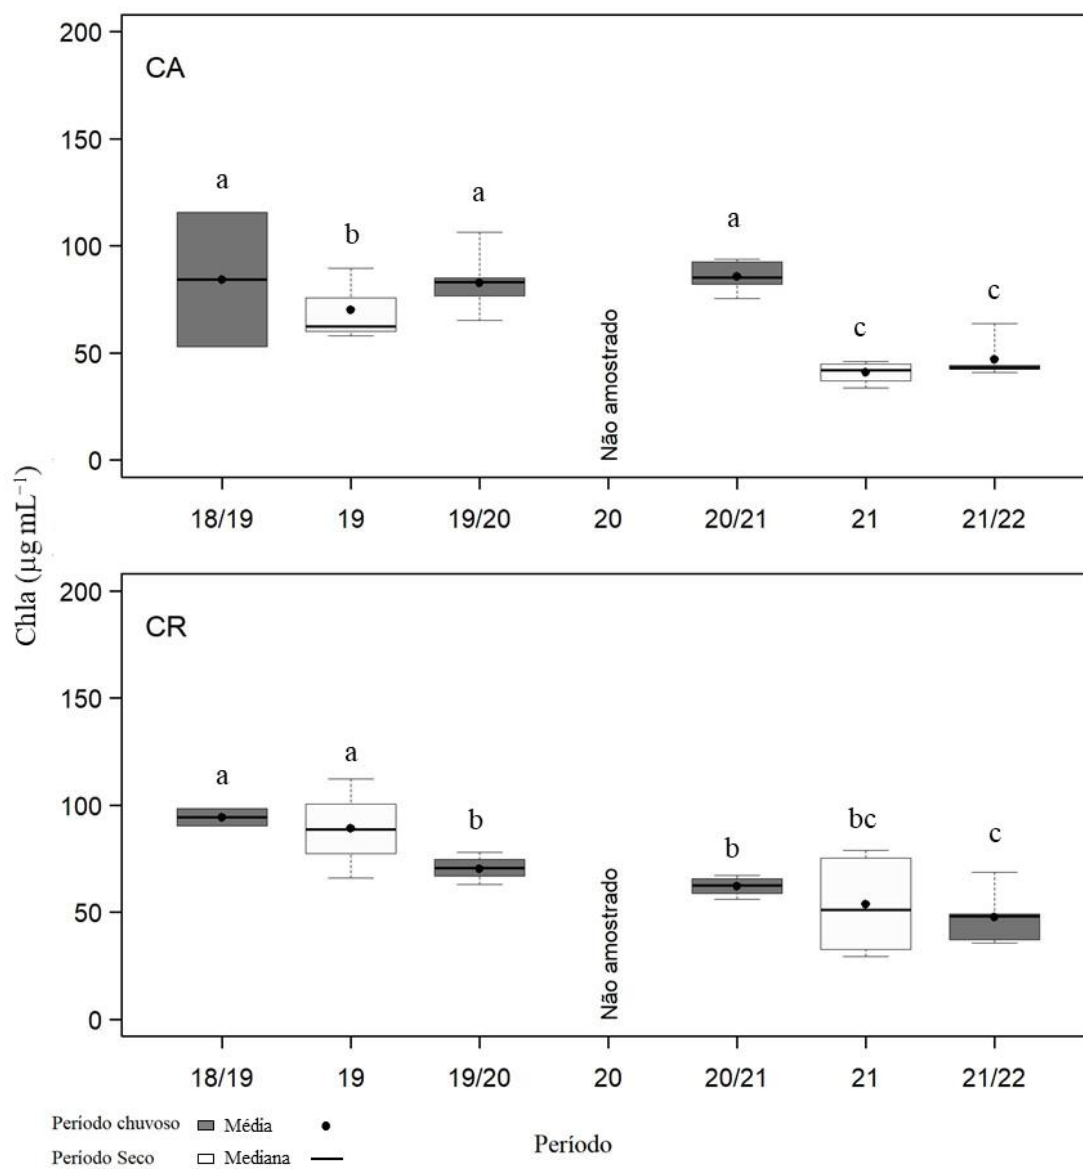 200
CA
150
a
a
a
b
100
c
c
50
Não amostrado
0
18/19 19 19/20 20 20/21 21 21/22
Chla (µg mL⁻¹)
200
CR
150
a
a
100
b
b
bc
c
50
Não amostrado
0
18/19 19 19/20 20 20/21 21 21/22
Período chuvoso Média
Período Seco Mediana
Período